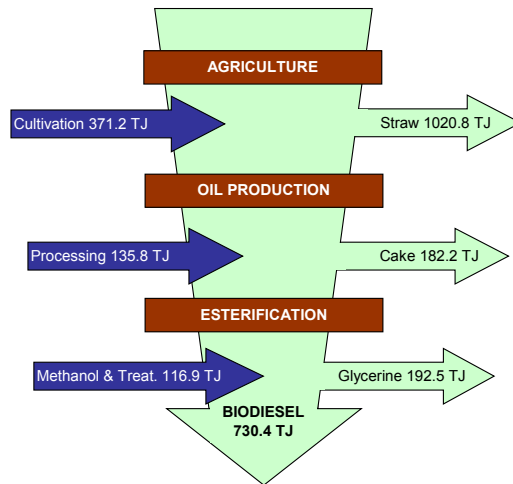 AGRICULTURE
Cultivation 371.2 TJ
Straw 1020.8 TJ
OIL PRODUCTION
Processing 135.8 TJ
Cake 182.2 TJ
ESTERIFICATION
Methanol & Treat. 116.9 TJ
Glycerine 192.5 TJ
BIODIESEL
730.4 TJ